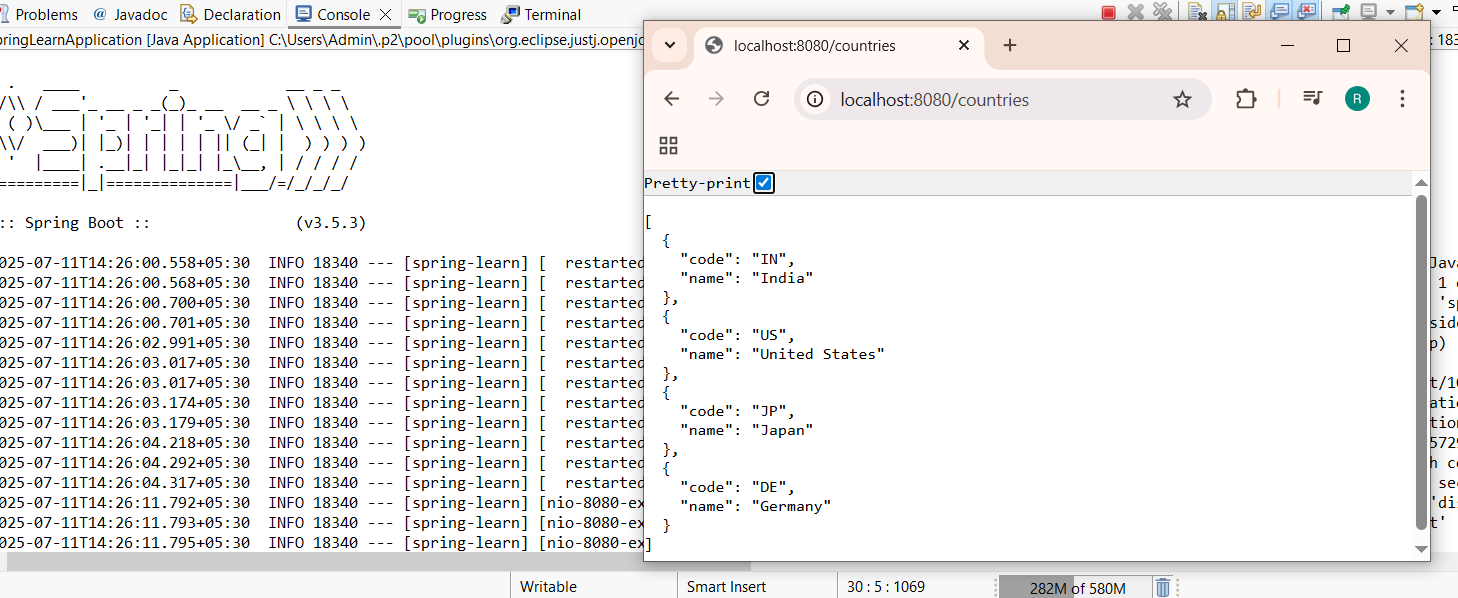 Problems @ Javadoc Declaration Console Progress Terminal
pringLearnApplication [Java Application] C:\Users\Admin\.p2\pool\plugins\org.eclipse.justj.openjd
: 183
:: Spring Boot :: (v3.5.3)
025-07-11T14:26:00.558+05:30 INFO 18340 --- [spring-learn] [ restarted
025-07-11T14:26:00.568+05:30 INFO 18340 --- [spring-learn] [ restarted
025-07-11T14:26:00.700+05:30 INFO 18340 --- [spring-learn] [ restarted
025-07-11T14:26:00.701+05:30 INFO 18340 --- [spring-learn] [ restarted
025-07-11T14:26:02.991+05:30 INFO 18340 --- [spring-learn] [ restarted
025-07-11T14:26:03.017+05:30 INFO 18340 --- [spring-learn] [ restarted
025-07-11T14:26:03.017+05:30 INFO 18340 --- [spring-learn] [ restarted
025-07-11T14:26:03.174+05:30 INFO 18340 --- [spring-learn] [ restarted
025-07-11T14:26:03.179+05:30 INFO 18340 --- [spring-learn] [ restarted
025-07-11T14:26:04.218+05:30 INFO 18340 --- [spring-learn] [ restarted
025-07-11T14:26:04.292+05:30 INFO 18340 --- [spring-learn] [ restarted
025-07-11T14:26:04.317+05:30 INFO 18340 --- [spring-learn] [ restarted
025-07-11T14:26:11.792+05:30 INFO 18340 --- [spring-learn] [nio-8080-ex
025-07-11T14:26:11.793+05:30 INFO 18340 --- [spring-learn] [nio-8080-ex
025-07-11T14:26:11.795+05:30 INFO 18340 --- [spring-learn] [nio-8080-ex
localhost:8080/countries
localhost:8080/countries
R
Pretty-print
[
{
"code": "IN",
"name": "India"
},
{
"code": "US",
"name": "United States"
},
{
"code": "JP",
"name": "Japan"
},
{
"code": "DE",
"name": "Germany"
}
]
Writable Smart Insert 30 : 5 : 1069 282M of 580M